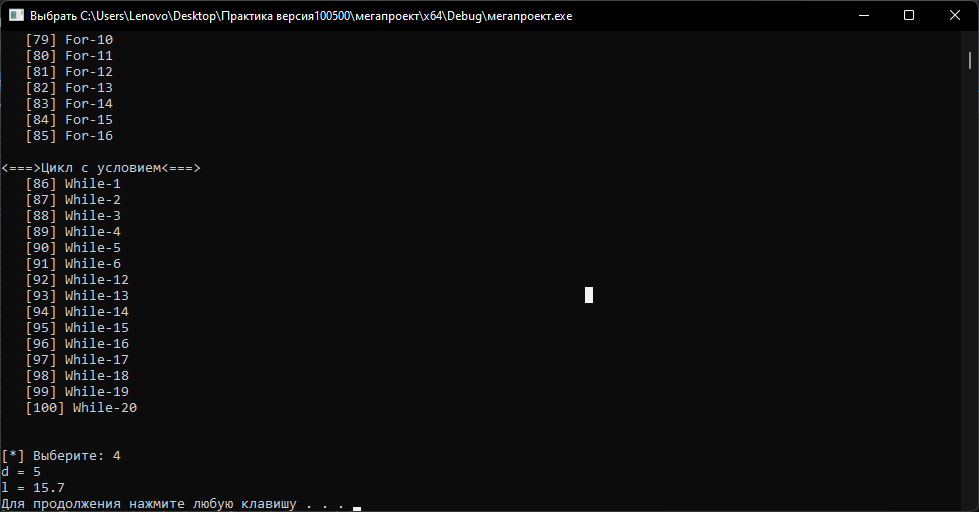 Выбрать C:\Users\Lenovo\Desktop\Практика версия100500\мегапроект\x64\Debug\мегапроект.exe
[79] For-10
[80] For-11
[81] For-12
[82] For-13
[83] For-14
[84] For-15
[85] For-16
<===>Цикл с условием<===>
[86] While-1
[87] While-2
[88] While-3
[89] While-4
[90] While-5
[91] While-6
[92] While-12
[93] While-13
[94] While-14
[95] While-15
[96] While-16
[97] While-17
[98] While-18
[99] While-19
[100] While-20
[*] Выберите: 4
d = 5
l = 15.7
Для продолжения нажмите любую клавишу . . .